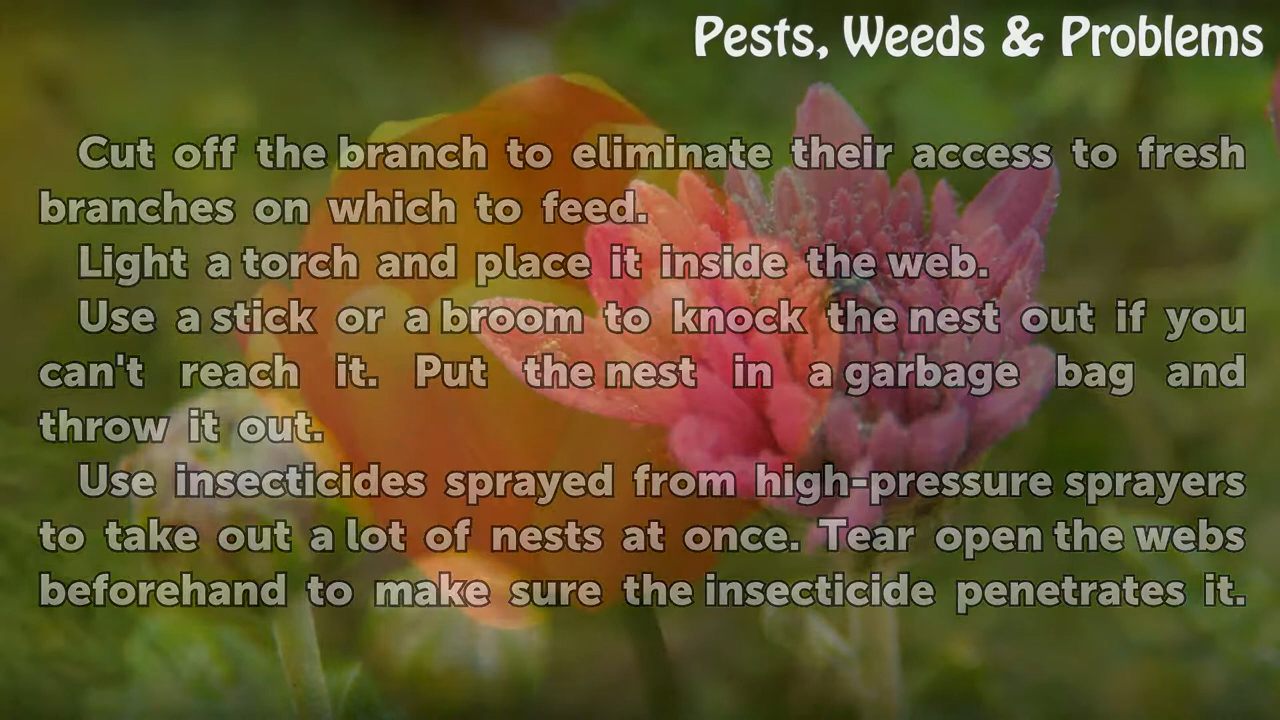 Pests, Weeds & Problems
Cut off the branch to eliminate their access to fresh
branches on which to feed.
Light a torch and place it inside the web.
Use a stick or a broom to knock the nest out if you
can't reach it. Put the nest in a garbage bag and
throw it out.
Use insecticides sprayed from high-pressure sprayers
to take out a lot of nests at once. Tear open the webs
beforehand to make sure the insecticide penetrates it.